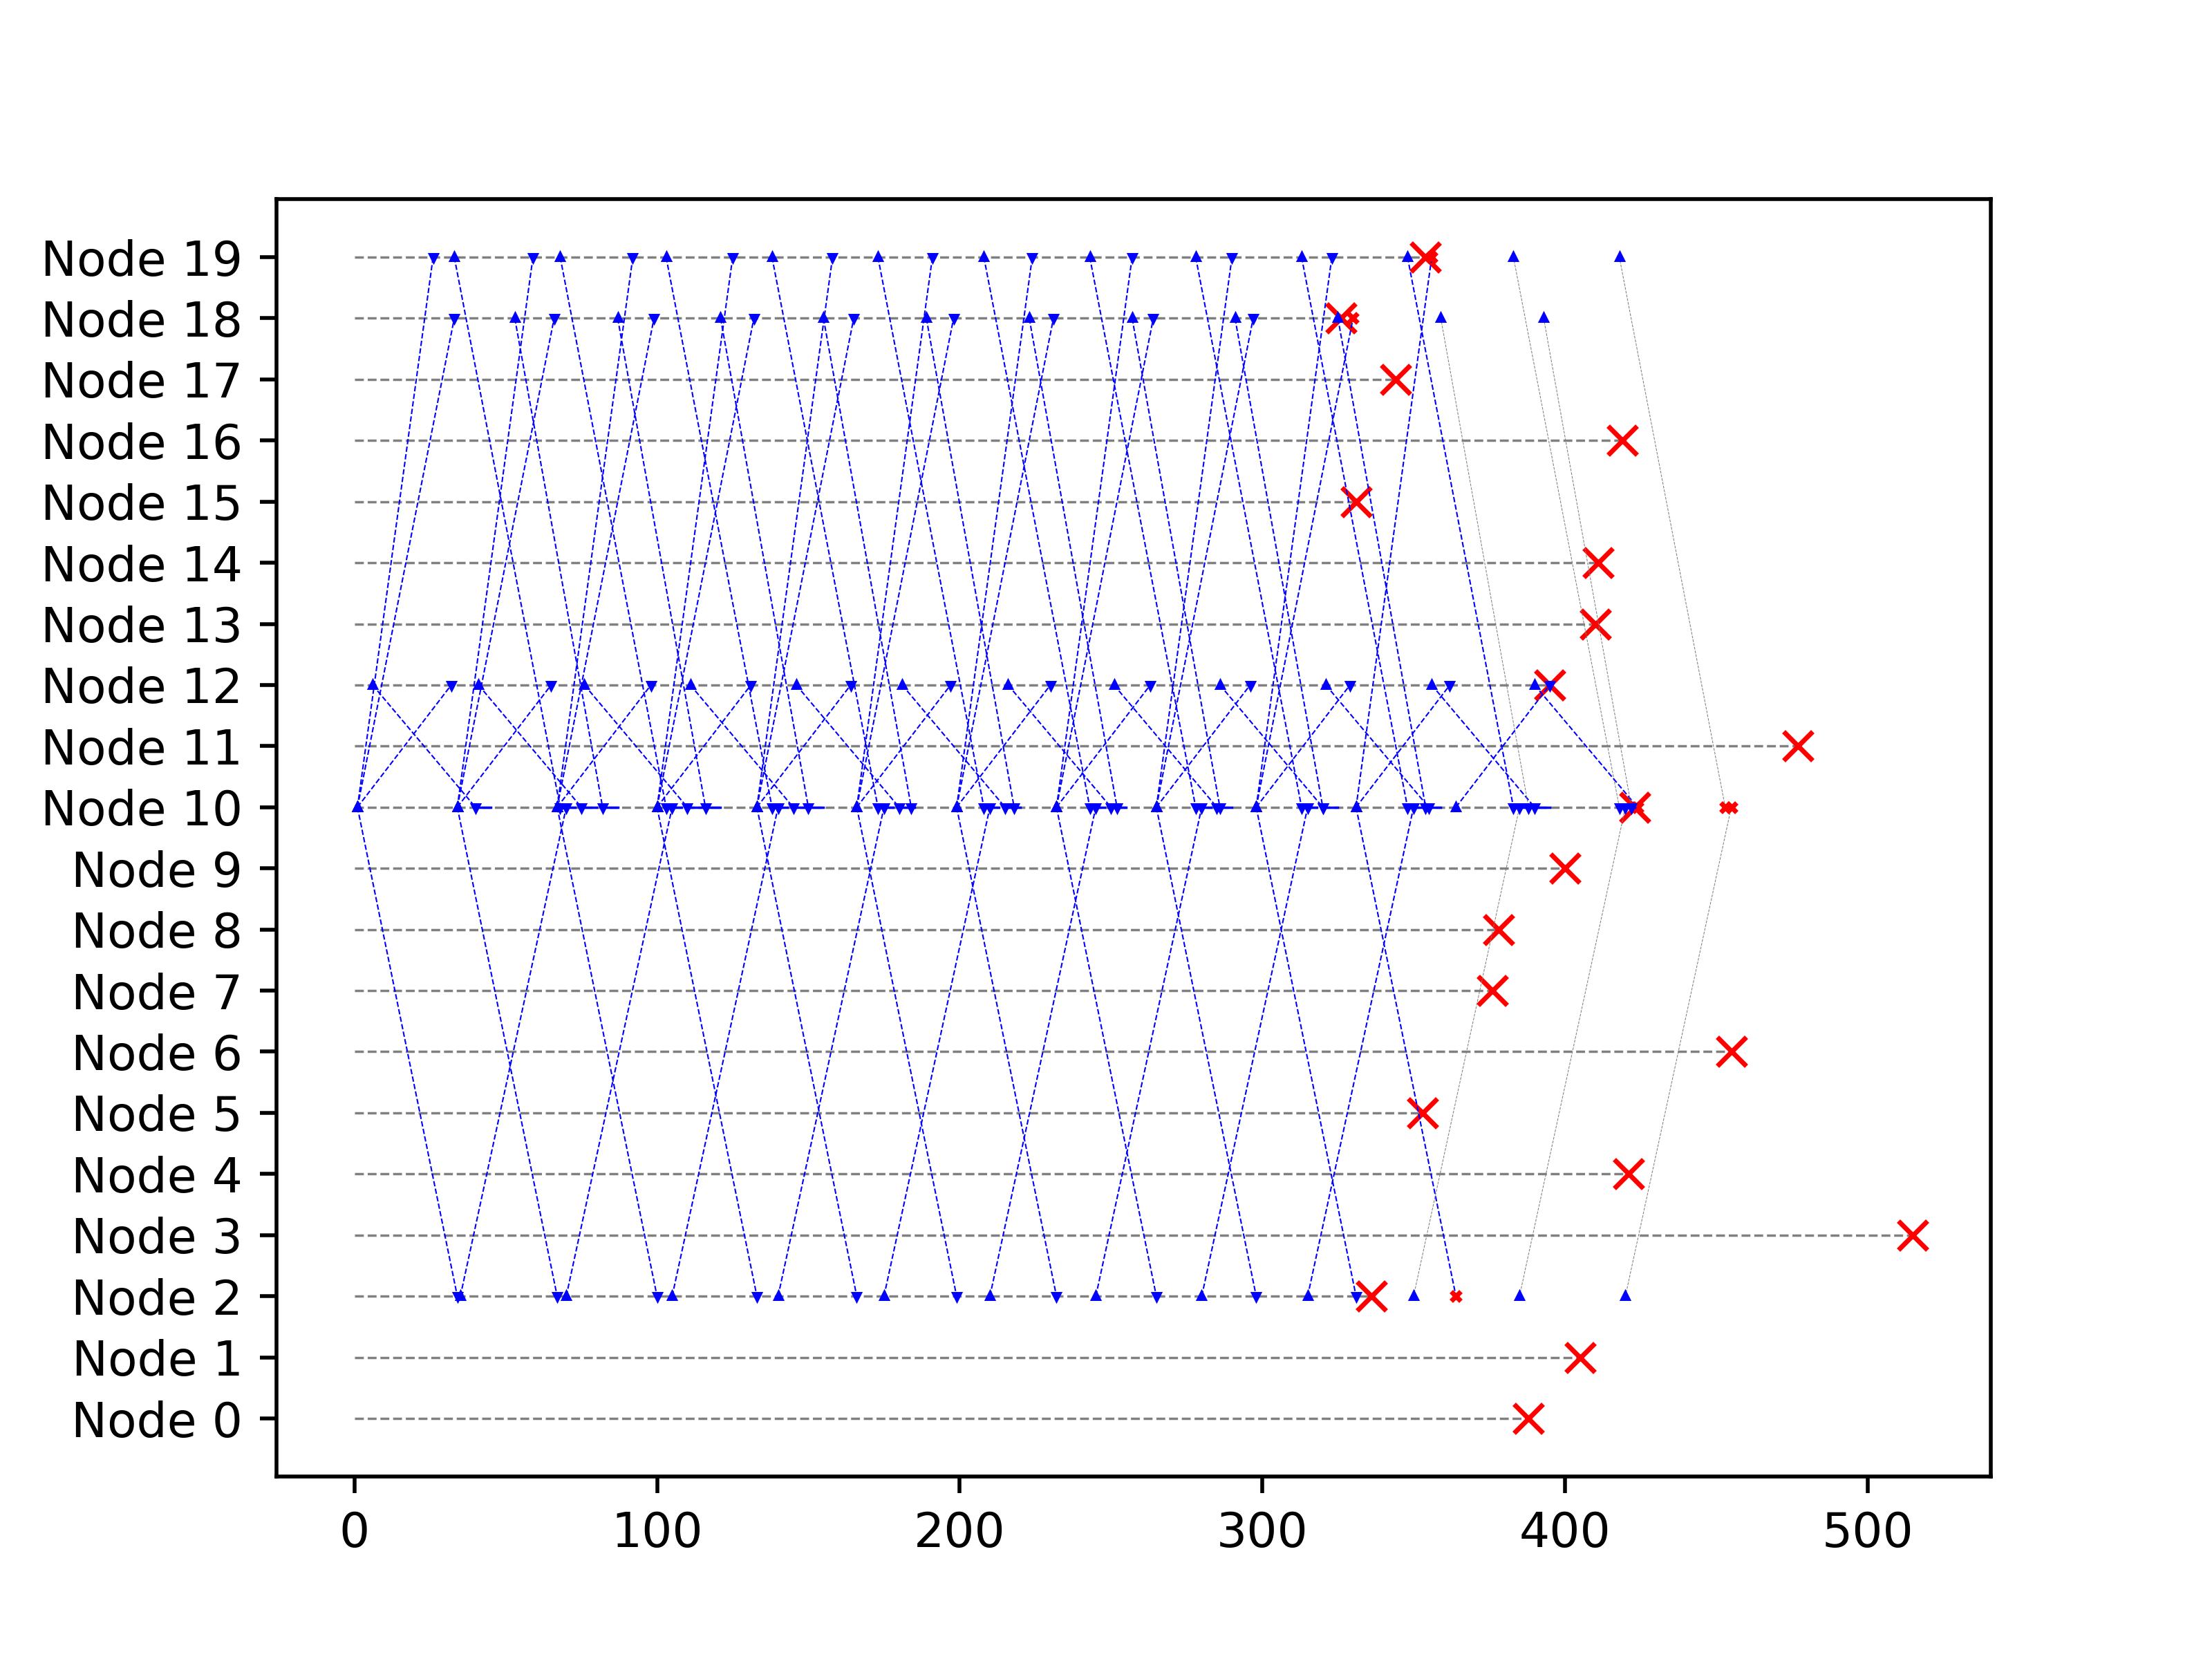 Node 19
Node 18
Node 17
Node 16
Node 15
Node 14
Node 13
Node 12
Node 11
Node 10
Node 9
Node 8
Node 7
Node 6
Node 5
Node 4
Node 3
Node 2
Node 1
Node 0
0 100 200 300 400 500